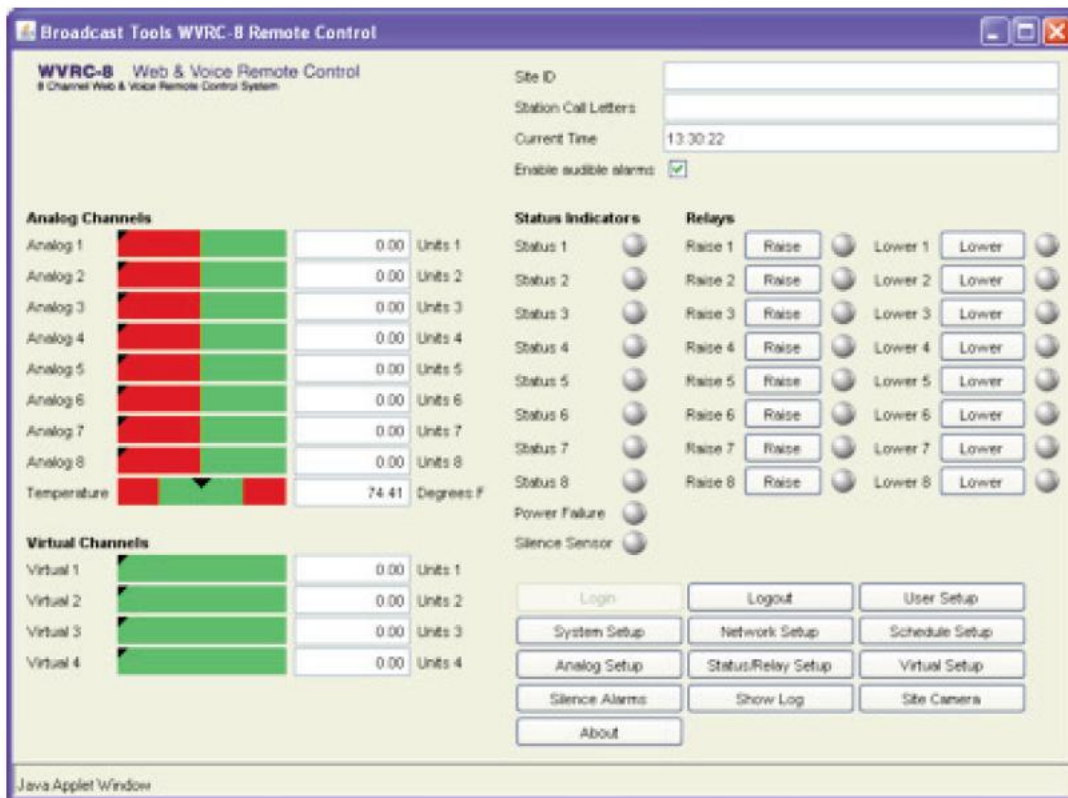 Broadcast Tools WVRC-8 Remote Control
WVRC-8 Web & Voice Remote Control
8 Channel Web & Voice Remote Control System
Site ID
Station Call Letters
Current Time 13:30:22
Enable audible alarms
Analog Channels
Analog 1 0.00 Units 1
Analog 2 0.00 Units 2
Analog 3 0.00 Units 3
Analog 4 0.00 Units 4
Analog 5 0.00 Units 5
Analog 6 0.00 Units 6
Analog 7 0.00 Units 7
Analog 8 0.00 Units 8
Temperature 74.41 Degrees F
Virtual Channels
Virtual 1 0.00 Units 1
Virtual 2 0.00 Units 2
Virtual 3 0.00 Units 3
Virtual 4 0.00 Units 4
Status Indicators
Status 1
Status 2
Status 3
Status 4
Status 5
Status 6
Status 7
Status 8
Power Failure
Silence Sensor
Relays
Raise 1 Raise Lower 1 Lower
Raise 2 Raise Lower 2 Lower
Raise 3 Raise Lower 3 Lower
Raise 4 Raise Lower 4 Lower
Raise 5 Raise Lower 5 Lower
Raise 6 Raise Lower 6 Lower
Raise 7 Raise Lower 7 Lower
Raise 8 Raise Lower 8 Lower
Login Logout User Setup
System Setup Network Setup Schedule Setup
Analog Setup Status/Relay Setup Virtual Setup
Silence Alarms Show Log Site Camera
About
Java Applet Window